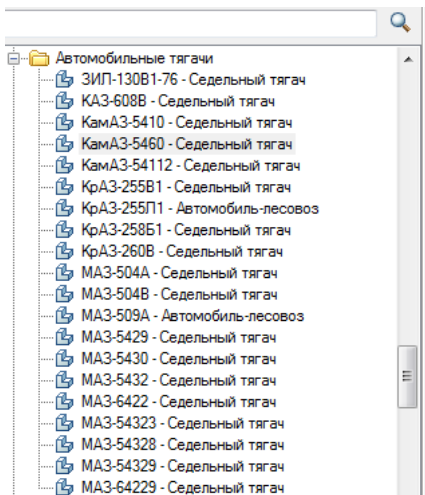 Автомобильные тягачи
ЗИЛ-130В1-76 - Седельный тягач
КАЗ-608В - Седельный тягач
КамАЗ-5410 - Седельный тягач
КамАЗ-5460 - Седельный тягач
КамАЗ-54112 - Седельный тягач
КрАЗ-255В1 - Седельный тягач
КрАЗ-255Л1 - Автомобиль-лесовоз
КрАЗ-258Б1 - Седельный тягач
КрАЗ-260В - Седельный тягач
МАЗ-504А - Седельный тягач
МАЗ-504В - Седельный тягач
МАЗ-509А - Автомобиль-лесовоз
МАЗ-5429 - Седельный тягач
МАЗ-5430 - Седельный тягач
МАЗ-5432 - Седельный тягач
МАЗ-6422 - Седельный тягач
МАЗ-54323 - Седельный тягач
МАЗ-54328 - Седельный тягач
МАЗ-54329 - Седельный тягач
МАЗ-64229 - Седельный тягач